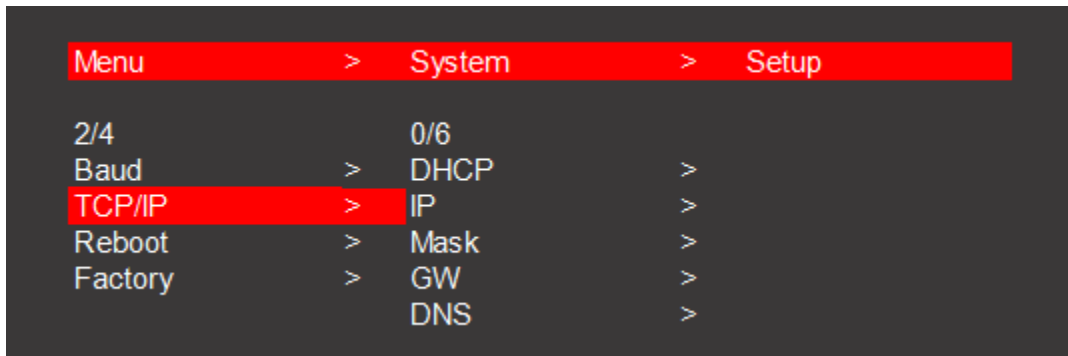 Menu > System > Setup
2/4 0/6
Baud > DHCP >
TCP/IP > IP >
Reboot > Mask >
Factory > GW >
DNS >